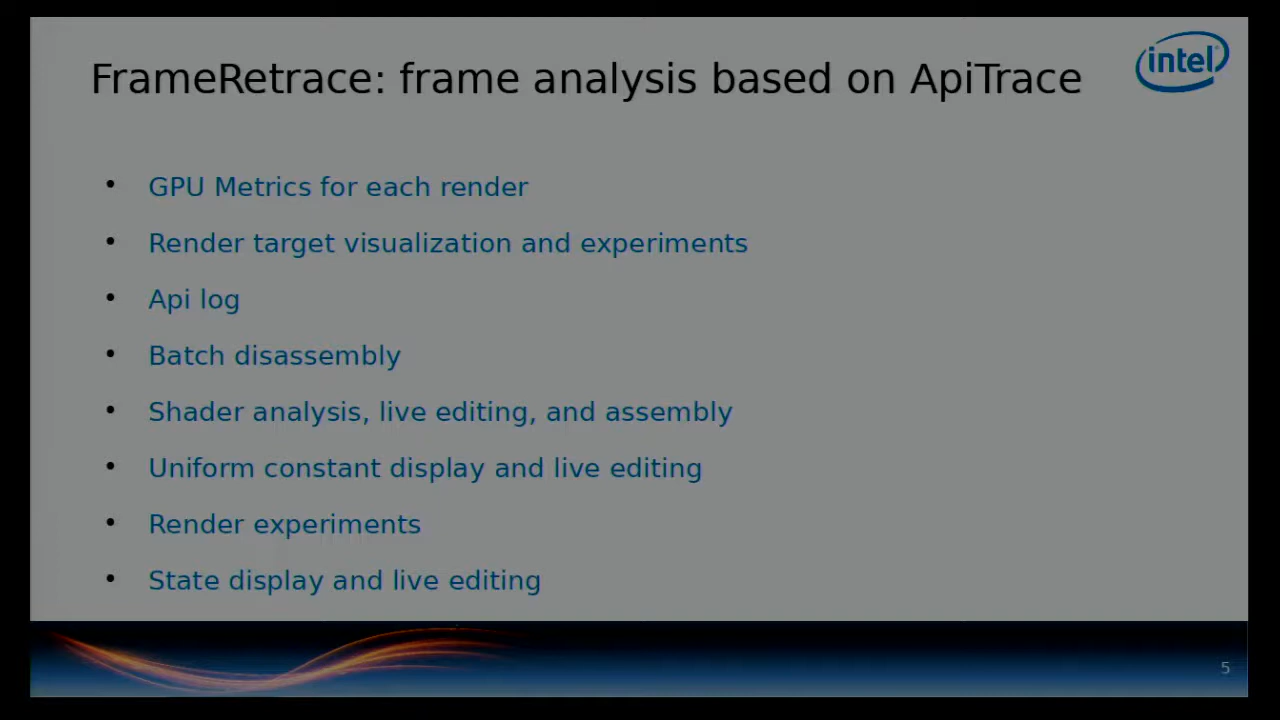 FrameRetrace: frame analysis based on ApiTrace
intel
• GPU Metrics for each render
• Render target visualization and experiments
• Api log
• Batch disassembly
• Shader analysis, live editing, and assembly
• Uniform constant display and live editing
• Render experiments
• State display and live editing
5